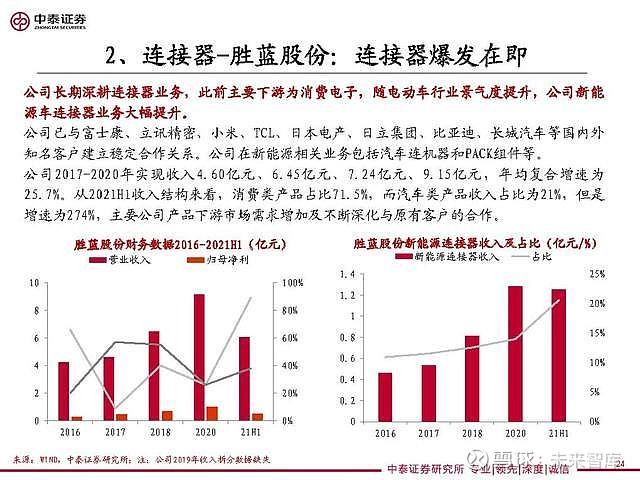 中泰证券
ZHONGTAI SECURITIES
2、连接器-胜蓝股份：连接器爆发在即
公司长期深耕连接器业务，此前主要下游为消费电子，随电动车行业景气度提升，公司新能
源车连接器业务大幅提升。
公司已与富士康、立讯精密、小米、TCL、日本电产、日立集团、比亚迪、长城汽车等国内外
知名客户建立稳定合作关系。公司在新能源相关业务包括汽车连机器和PACK组件等。
公司2017-2020年实现收入4.60亿元、6.45亿元、7.24亿元、9.15亿元，年均复合增速为
25.7%。从2021H1收入结构来看，消费类产品占比71.5%，而汽车类产品收入占比为21%，但是
增速为274%，主要公司产品下游市场需求增加及不断深化与原有客户的合作。
胜蓝股份财务数据2016-2021H1（亿元）
营业收入 归母净利
10 100%
8 80%
6 60%
4 40%
2 20%
0 0%
2016 2017 2018 2020 21H1
胜蓝股份新能源连接器收入及占比（亿元/%）
新能源连接器收入 占比
1.4 25%
1.2 20%
1
0.8 15%
0.6 10%
0.4
0.2 5%
0 0%
2016 2017 2018 2020 21H1
来源：WIND，中泰证券研究所；注：公司2019年收入拆分数据缺失
雪球：未来智库
24
中泰证券研究所 专业|领先|深度|诚信